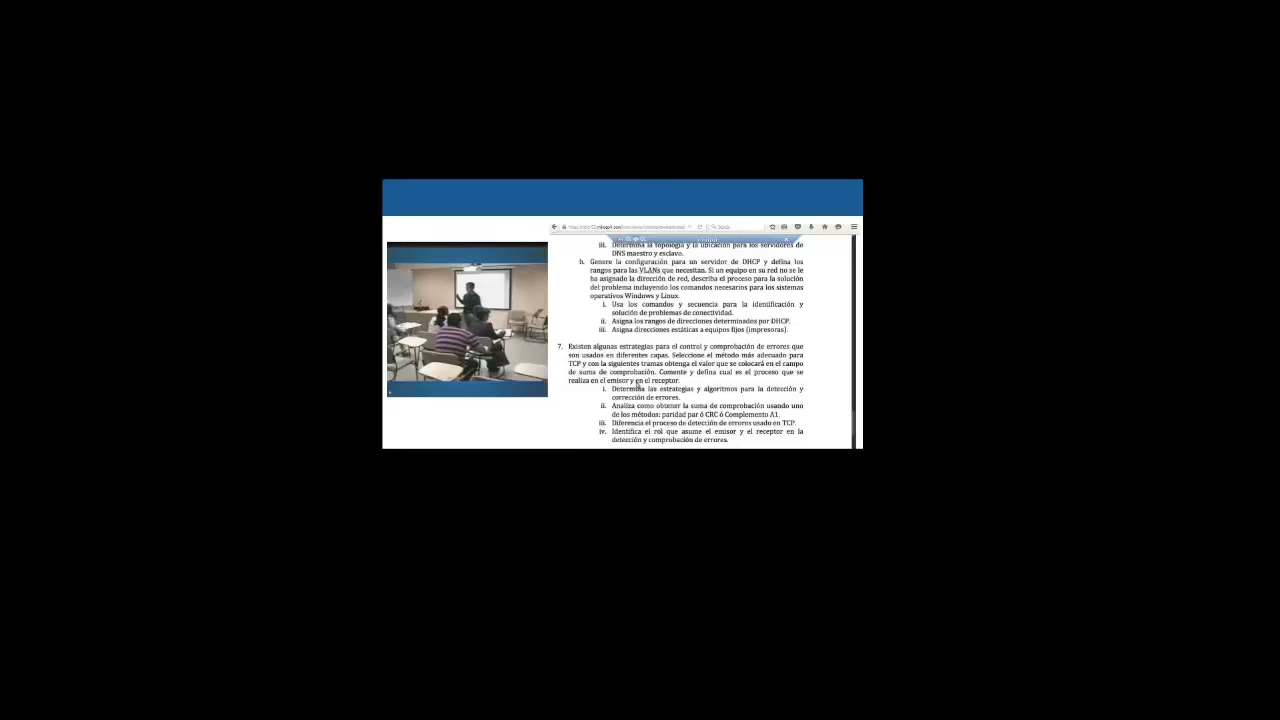 iii. Determina la topología y la ubicación para los servidores de
DNS maestro y esclavo.
b. Genere la configuración para un servidor de DHCP y defina los
rangos para las VLANs que necesitan. Si un equipo en su red no se le
ha asignado la dirección de red, describa el proceso para la solución
del problema incluyendo los comandos necesarios para los sistemas
operativos Windows y Linux.
i. Usa los comandos y secuencia para la identificación y
solución de problemas de conectividad.
ii. Asigna los rangos de direcciones determinados por DHCP.
iii. Asigna direcciones estáticas a equipos fijos (impresoras).
7. Existen algunas estrategias para el control y comprobación de errores que
son usados en diferentes capas. Seleccione el método más adecuado para
TCP y con la siguientes tramas obtenga el valor que se colocará en el campo
de suma de comprobación. Comente y defina cual es el proceso que se
realiza en el emisor y en el receptor.
i. Determina las estrategias y algoritmos para la detección y
corrección de errores.
ii. Analiza como obtener la suma de comprobación usando uno
de los métodos: paridad par ó CRC ó Complemento A1.
iii. Diferencia el proceso de detección de errores usado en TCP.
iv. Identifica el rol que asume el emisor y el receptor en la
detección y comprobación de errores.